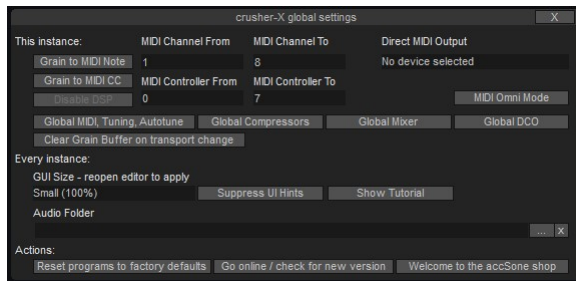 crusher-X global settings X
This instance: MIDI Channel From MIDI Channel To Direct MIDI Output
Grain to MIDI Note 1 8 No device selected
Grain to MIDI CC MIDI Controller From MIDI Controller To
Disable DSP 0 7 MIDI Omni Mode
Global MIDI, Tuning, Autotune Global Compressors Global Mixer Global DCO
Clear Grain Buffer on transport change
Every instance:
GUI Size - reopen editor to apply
Small (100%) Suppress UI Hints Show Tutorial
Audio Folder
... X
Actions:
Reset programs to factory defaults Go online / check for new version Welcome to the accSone shop